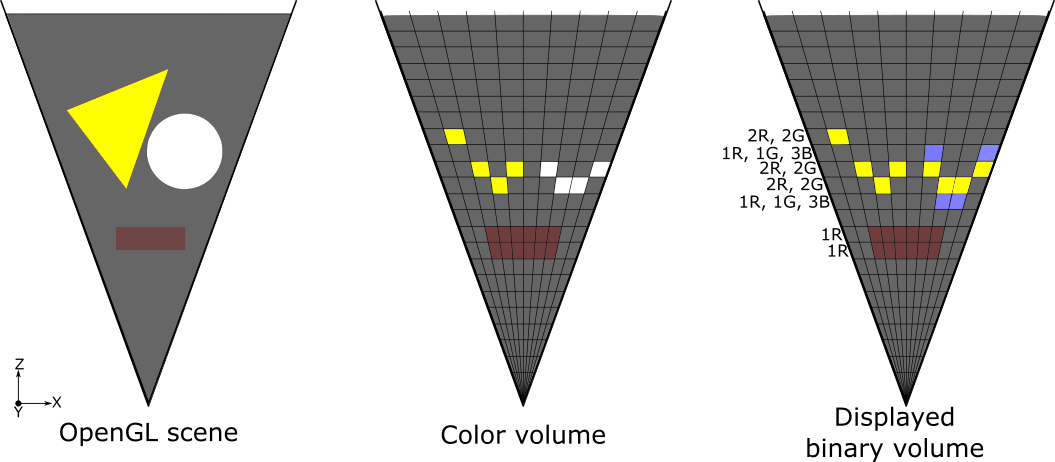 2R, 2G
1R, 1G, 3B
2R, 2G
2R, 2G
1R, 1G, 3B
1R
1R
Z
X
Y
OpenGL scene
Color volume
Displayed
binary volume